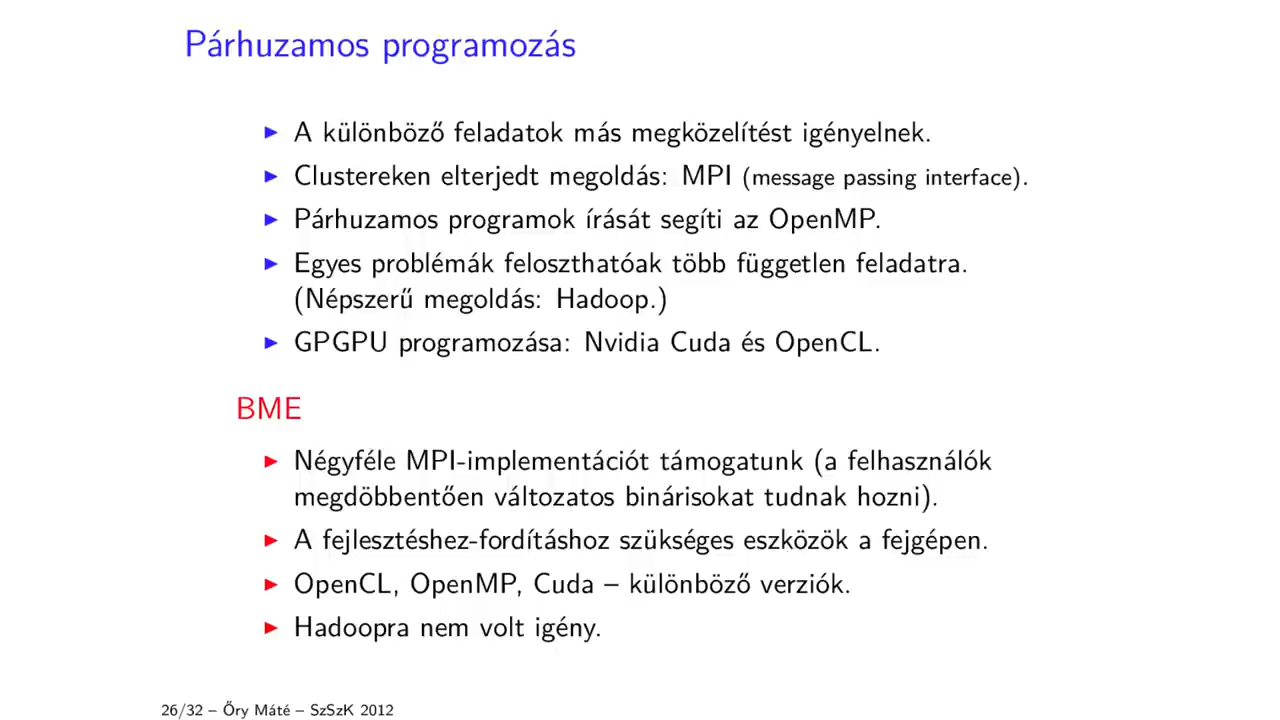 Párhuzamos programozás
▶ A különböző feladatok más megközelítést igényelnek.
▶ Clustereken elterjedt megoldás: MPI (message passing interface).
▶ Párhuzamos programok írását segíti az OpenMP.
▶ Egyes problémák feloszthatóak több független feladatra.
(Népszerű megoldás: Hadoop.)
▶ GPGPU programozása: Nvidia Cuda és OpenCL.
BME
▶ Négyféle MPI-implementációt támogatunk (a felhasználók
megdöbbentően változatos binárisokat tudnak hozni).
▶ A fejlesztéshez-fordításhoz szükséges eszközök a fejgépen.
▶ OpenCL, OpenMP, Cuda – különböző verziók.
▶ Hadoopra nem volt igény.
26/32 – Őry Máté – SzSzK 2012